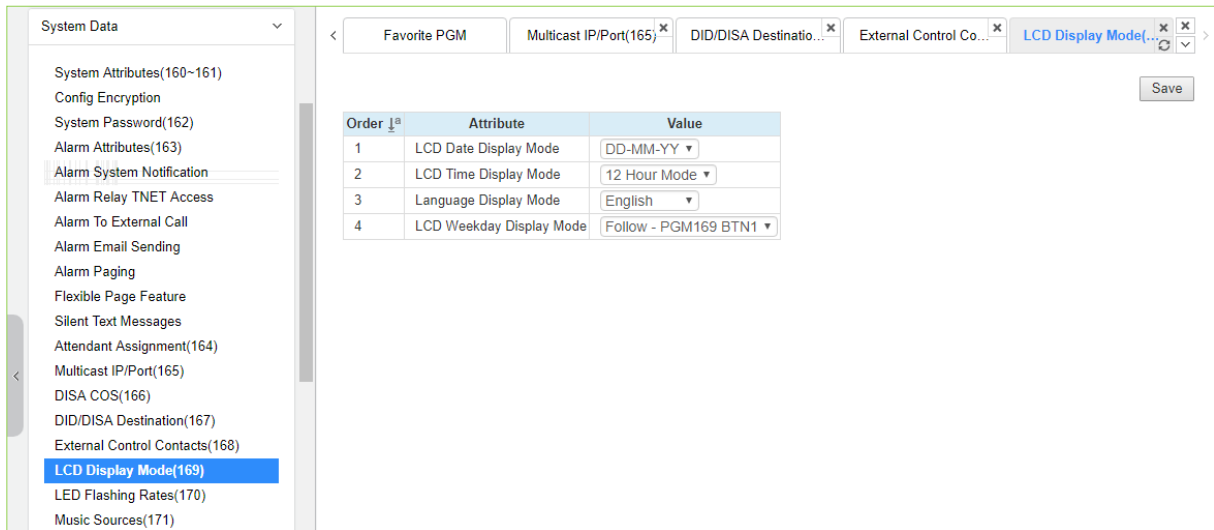 System Data
System Attributes(160~161)
Config Encryption
System Password(162)
Alarm Attributes(163)
Alarm System Notification
Alarm Relay TNET Access
Alarm To External Call
Alarm Email Sending
Alarm Paging
Flexible Page Feature
Silent Text Messages
Attendant Assignment(164)
Multicast IP/Port(165)
DISA COS(166)
DID/DISA Destination(167)
External Control Contacts(168)
LCD Display Mode(169)
LED Flashing Rates(170)
Music Sources(171)
Favorite PGM Multicast IP/Port(165) DID/DISA Destinatio... External Control Co... LCD Display Mode(...
Save
Order Attribute Value
1 LCD Date Display Mode DD-MM-YY
2 LCD Time Display Mode 12 Hour Mode
3 Language Display Mode English
4 LCD Weekday Display Mode Follow - PGM169 BTN1